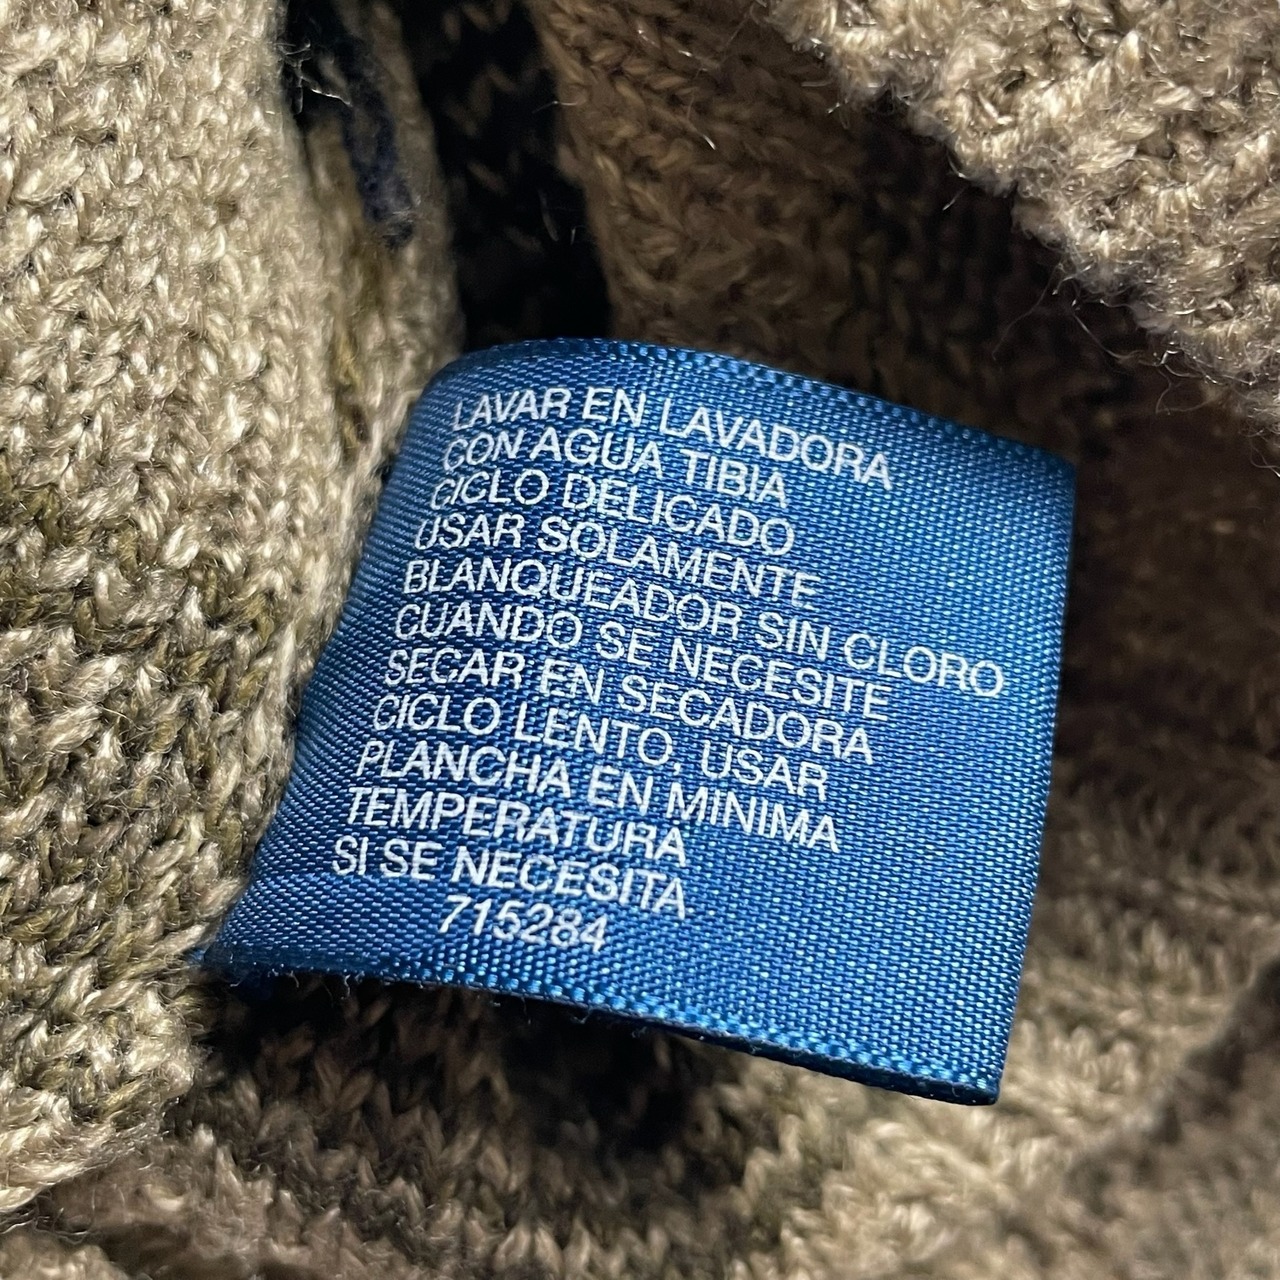 LAVAR EN LAVADORA
CON AGUA TIBIA
CICLO DELICADO
USAR SOLAMENTE
BLANQUEADOR SIN CLORO
CUANDO SE NECESITE
SECAR EN SECADORA
CICLO LENTO, USAR
PLANCHA EN MINIMA
TEMPERATURA
SI SE NECESITA
715284